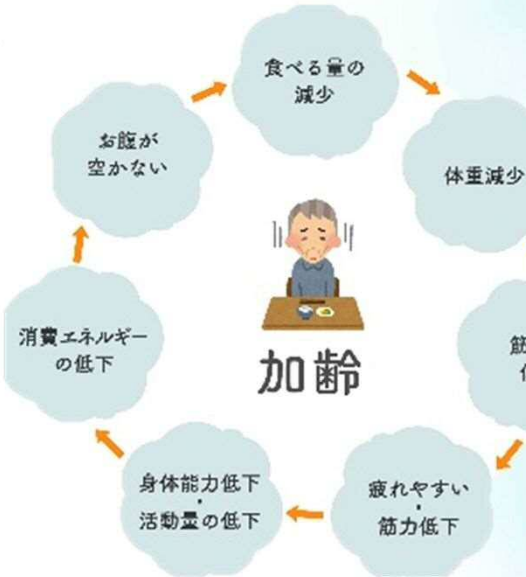 食べる量の
減少
体重減少
筋
疲れやすい
・
筋力低下
身体能力低下
・
活動量の低下
消費エネルギー
の低下
お腹が
空かない
加齢